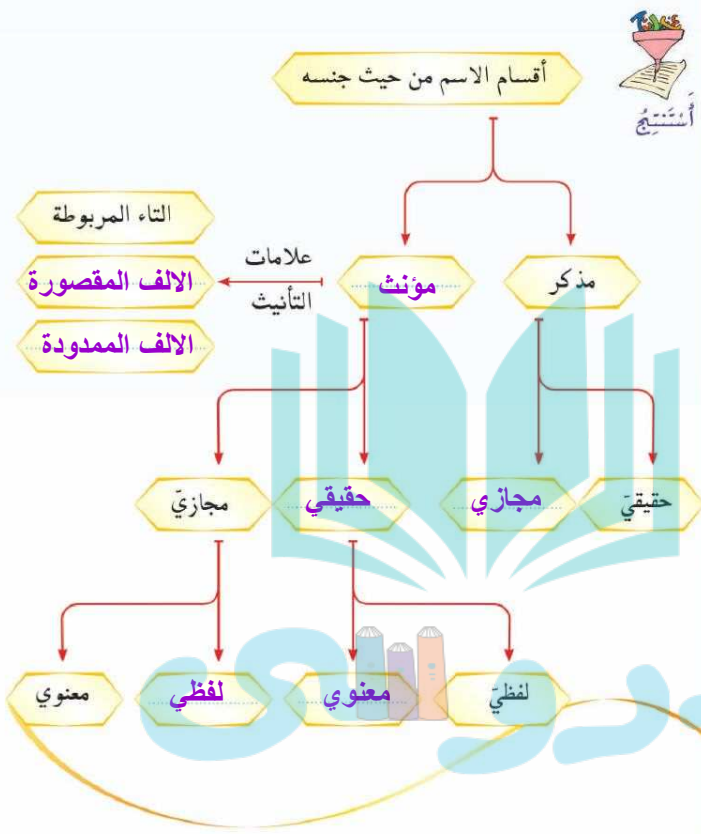 أَسْتَنْتِجُ
أقسام الاسم من حيث جنسه
مذكر
مؤنث
علامات
التأنيث
التاء المربوطة
الالف المقصورة
الالف الممدودة
حقيقيّ
مجازي
حقيقي
مجازيّ
لفظيّ
معنوي
لفظي
معنوي